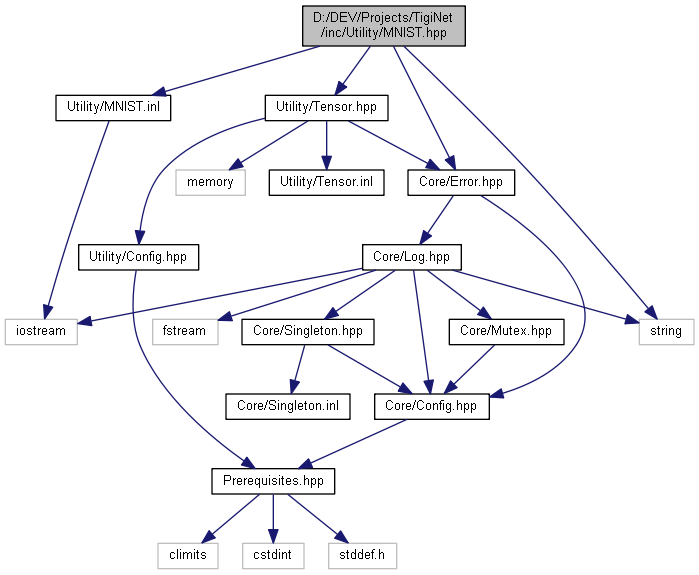 D:/DEV/Projects/TigiNet
/inc/Utility/MNIST.hpp
Utility/MNIST.inl
Utility/Tensor.hpp
memory
Utility/Tensor.inl
Core/Error.hpp
Utility/Config.hpp
Core/Log.hpp
iostream
fstream
Core/Singleton.hpp
Core/Mutex.hpp
string
Core/Singleton.inl
Core/Config.hpp
Prerequisites.hpp
climits
cstdint
stddef.h